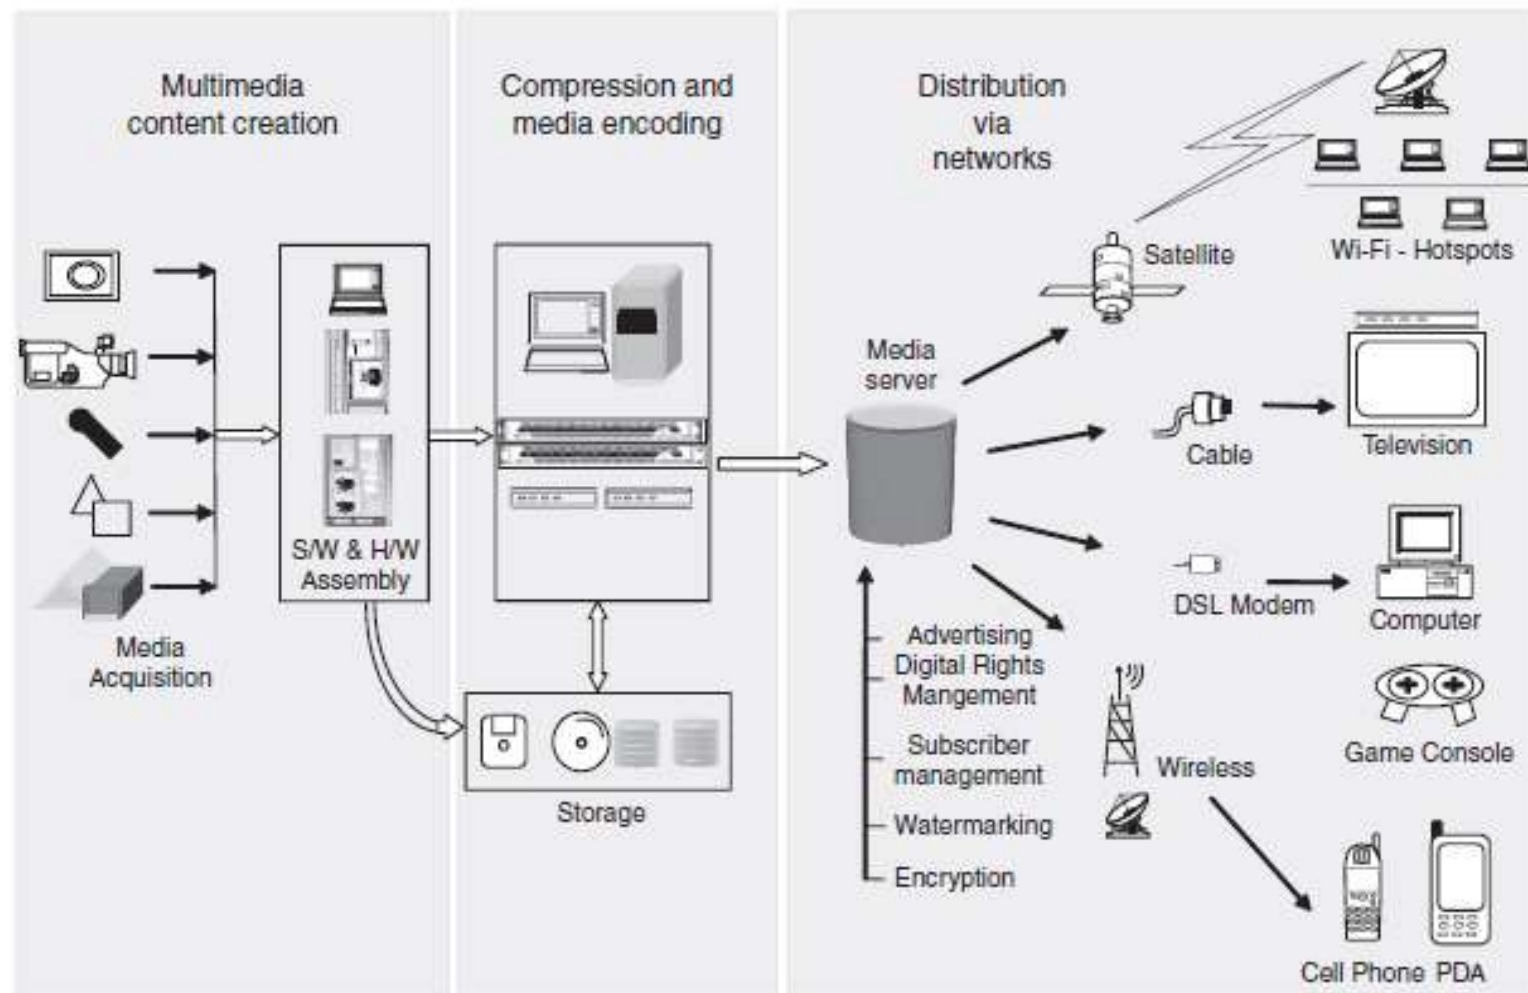 Multimedia
content creation
Compression and
media encoding
Distribution
via
networks
S/W & H/W
Assembly
Media
Acquisition
Storage
Media
server
Satellite
Wi-Fi - Hotspots
Cable
Television
DSL Modem
Computer
Game Console
Advertising
Digital Rights
Mangement
Subscriber
management
Watermarking
Encryption
Wireless
Cell Phone PDA